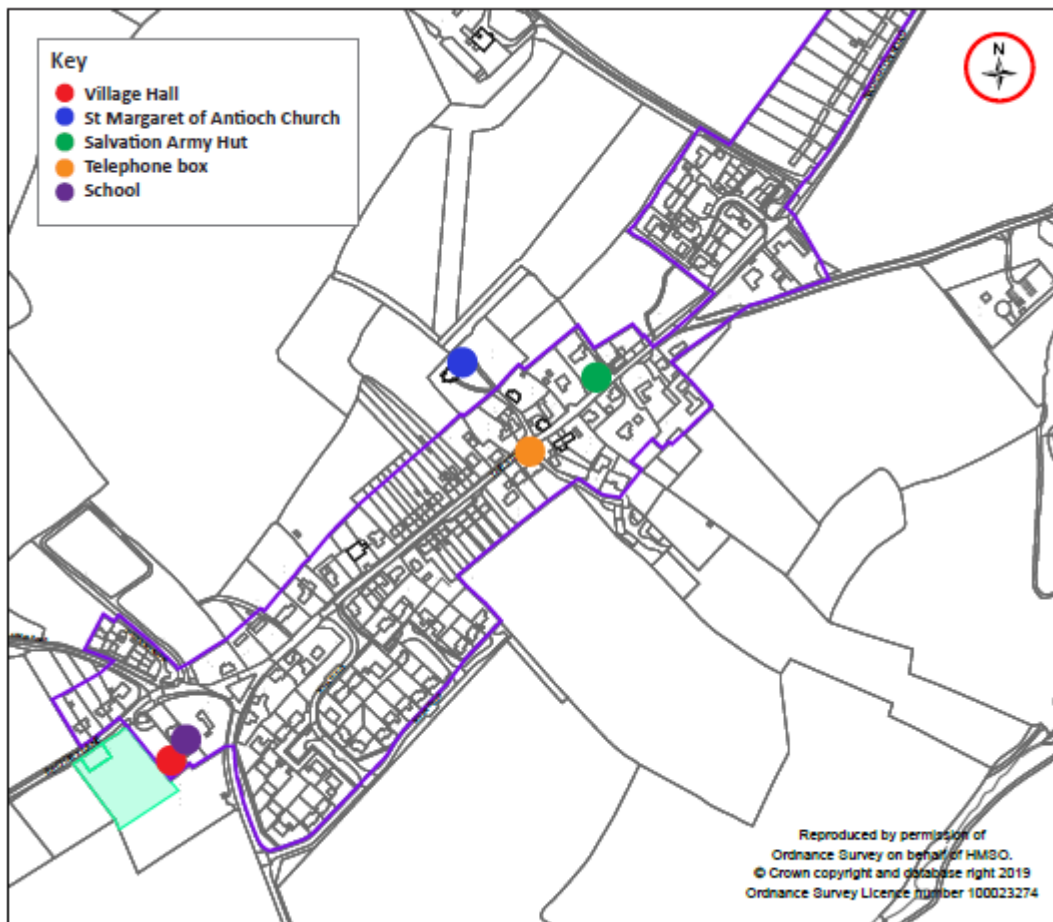 Key
Village Hall
St Margaret of Antioch Church
Salvation Army Hut
Telephone box
School
N
Reproduced by permission of
Ordnance Survey on behalf of HMSO.
© Crown copyright and database right 2019
Ordnance Survey Licence number 100023274